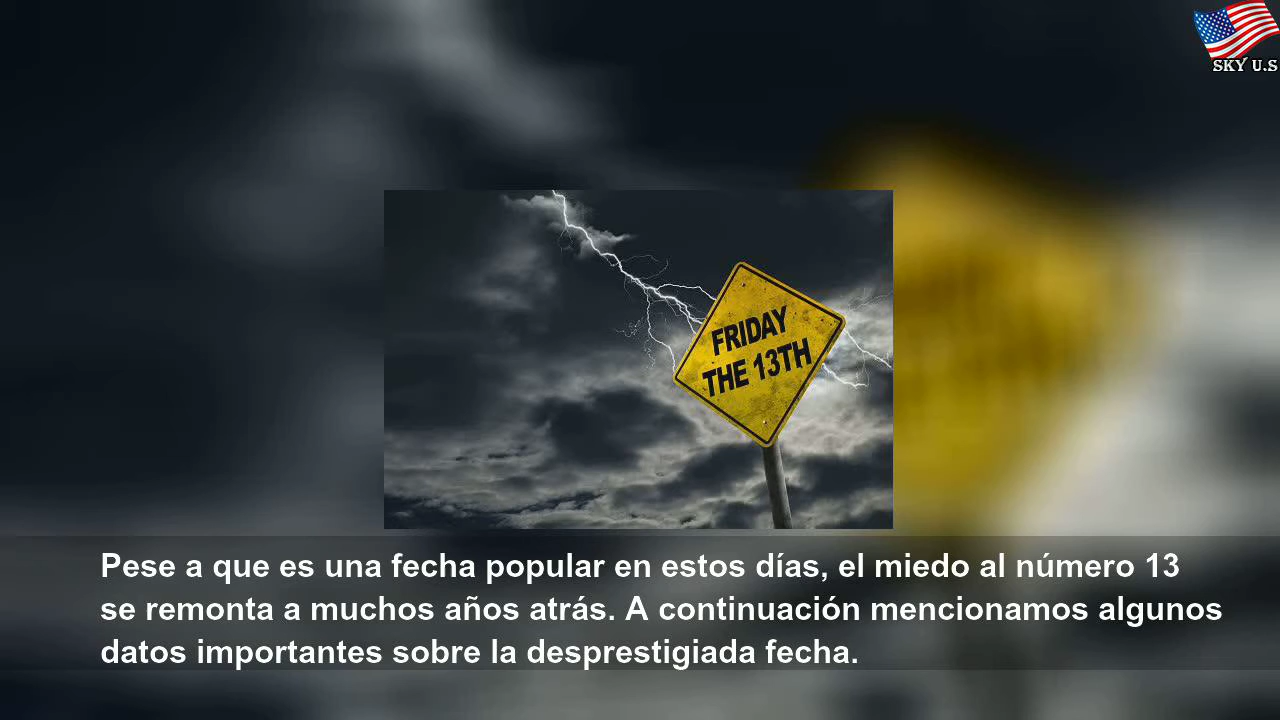 SKY U.S
FRIDAY
THE 13TH
Pese a que es una fecha popular en estos días, el miedo al número 13
se remonta a muchos años atrás. A continuación mencionamos algunos
datos importantes sobre la desprestigiada fecha.